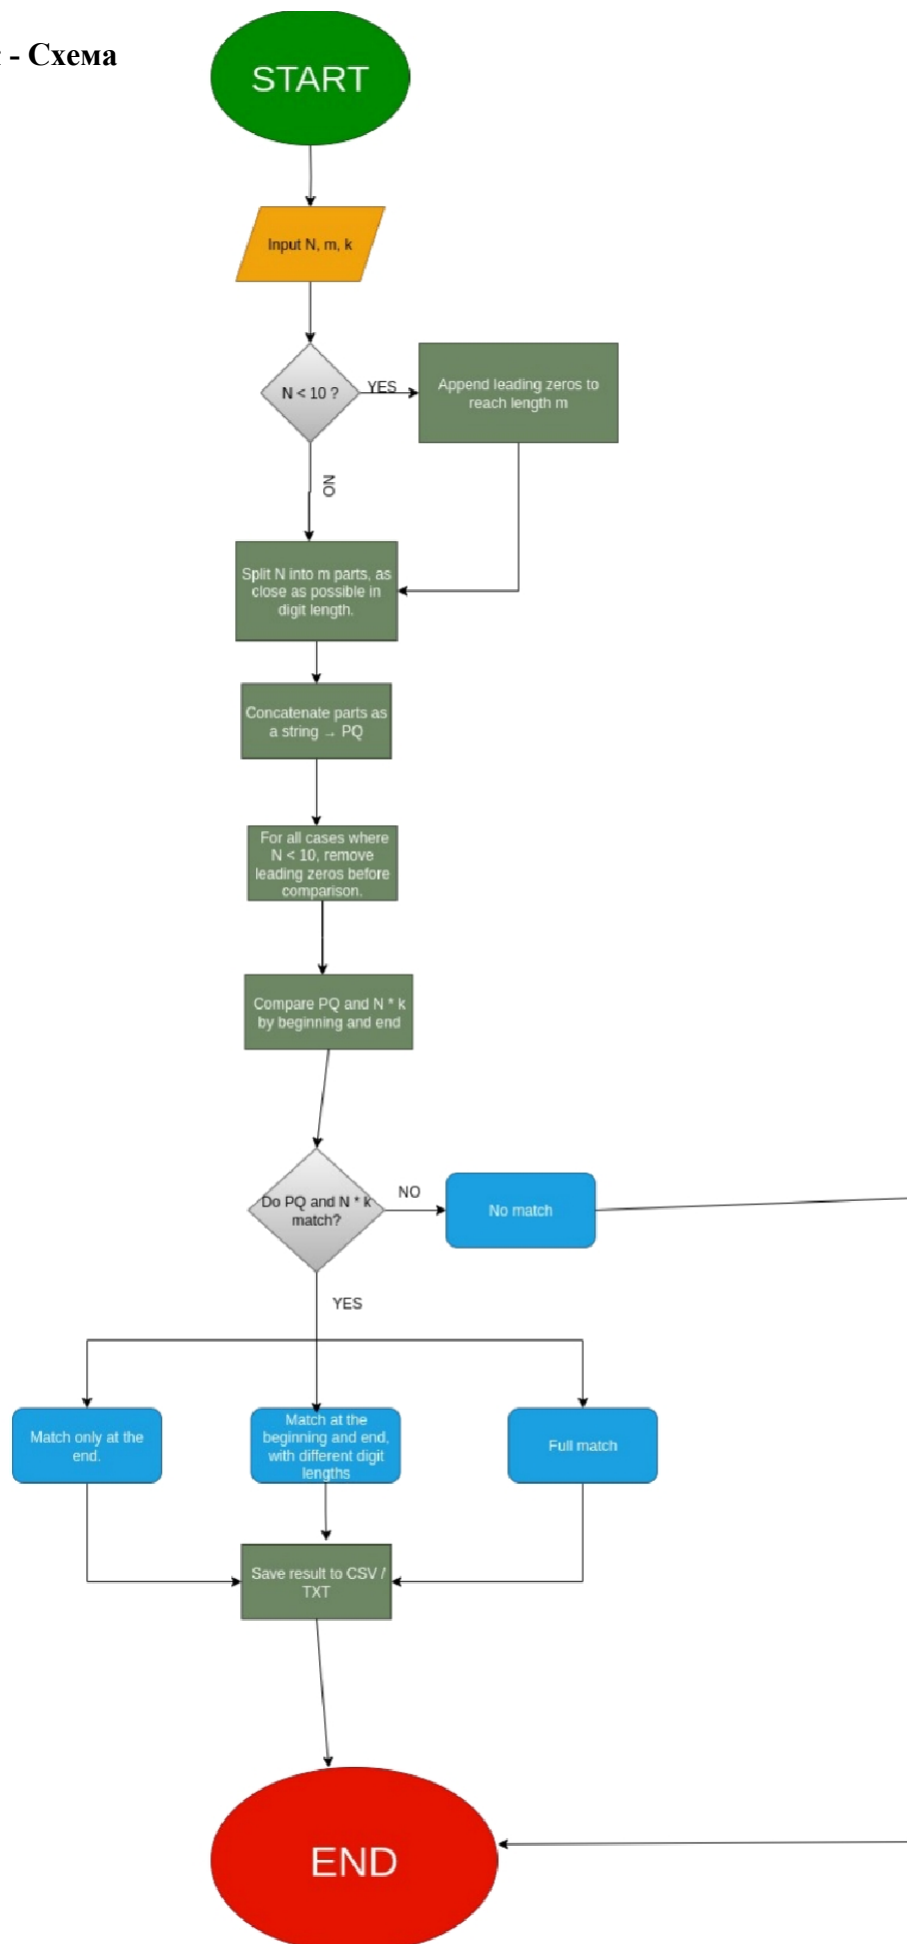 - Схема
START
Input N, m, k
N < 10 ?
YES
Append leading zeros to
reach length m
NO
Split N into m parts, as
close as possible in
digit length.
Concatenate parts as
a string → PQ
For all cases where
N < 10, remove
leading zeros before
comparison.
Compare PQ and N * k
by beginning and end
Do PQ and N * k
match?
NO
No match
YES
Match only at the
end.
Match at the
beginning and end,
with different digit
lengths
Full match
Save result to CSV /
TXT
END